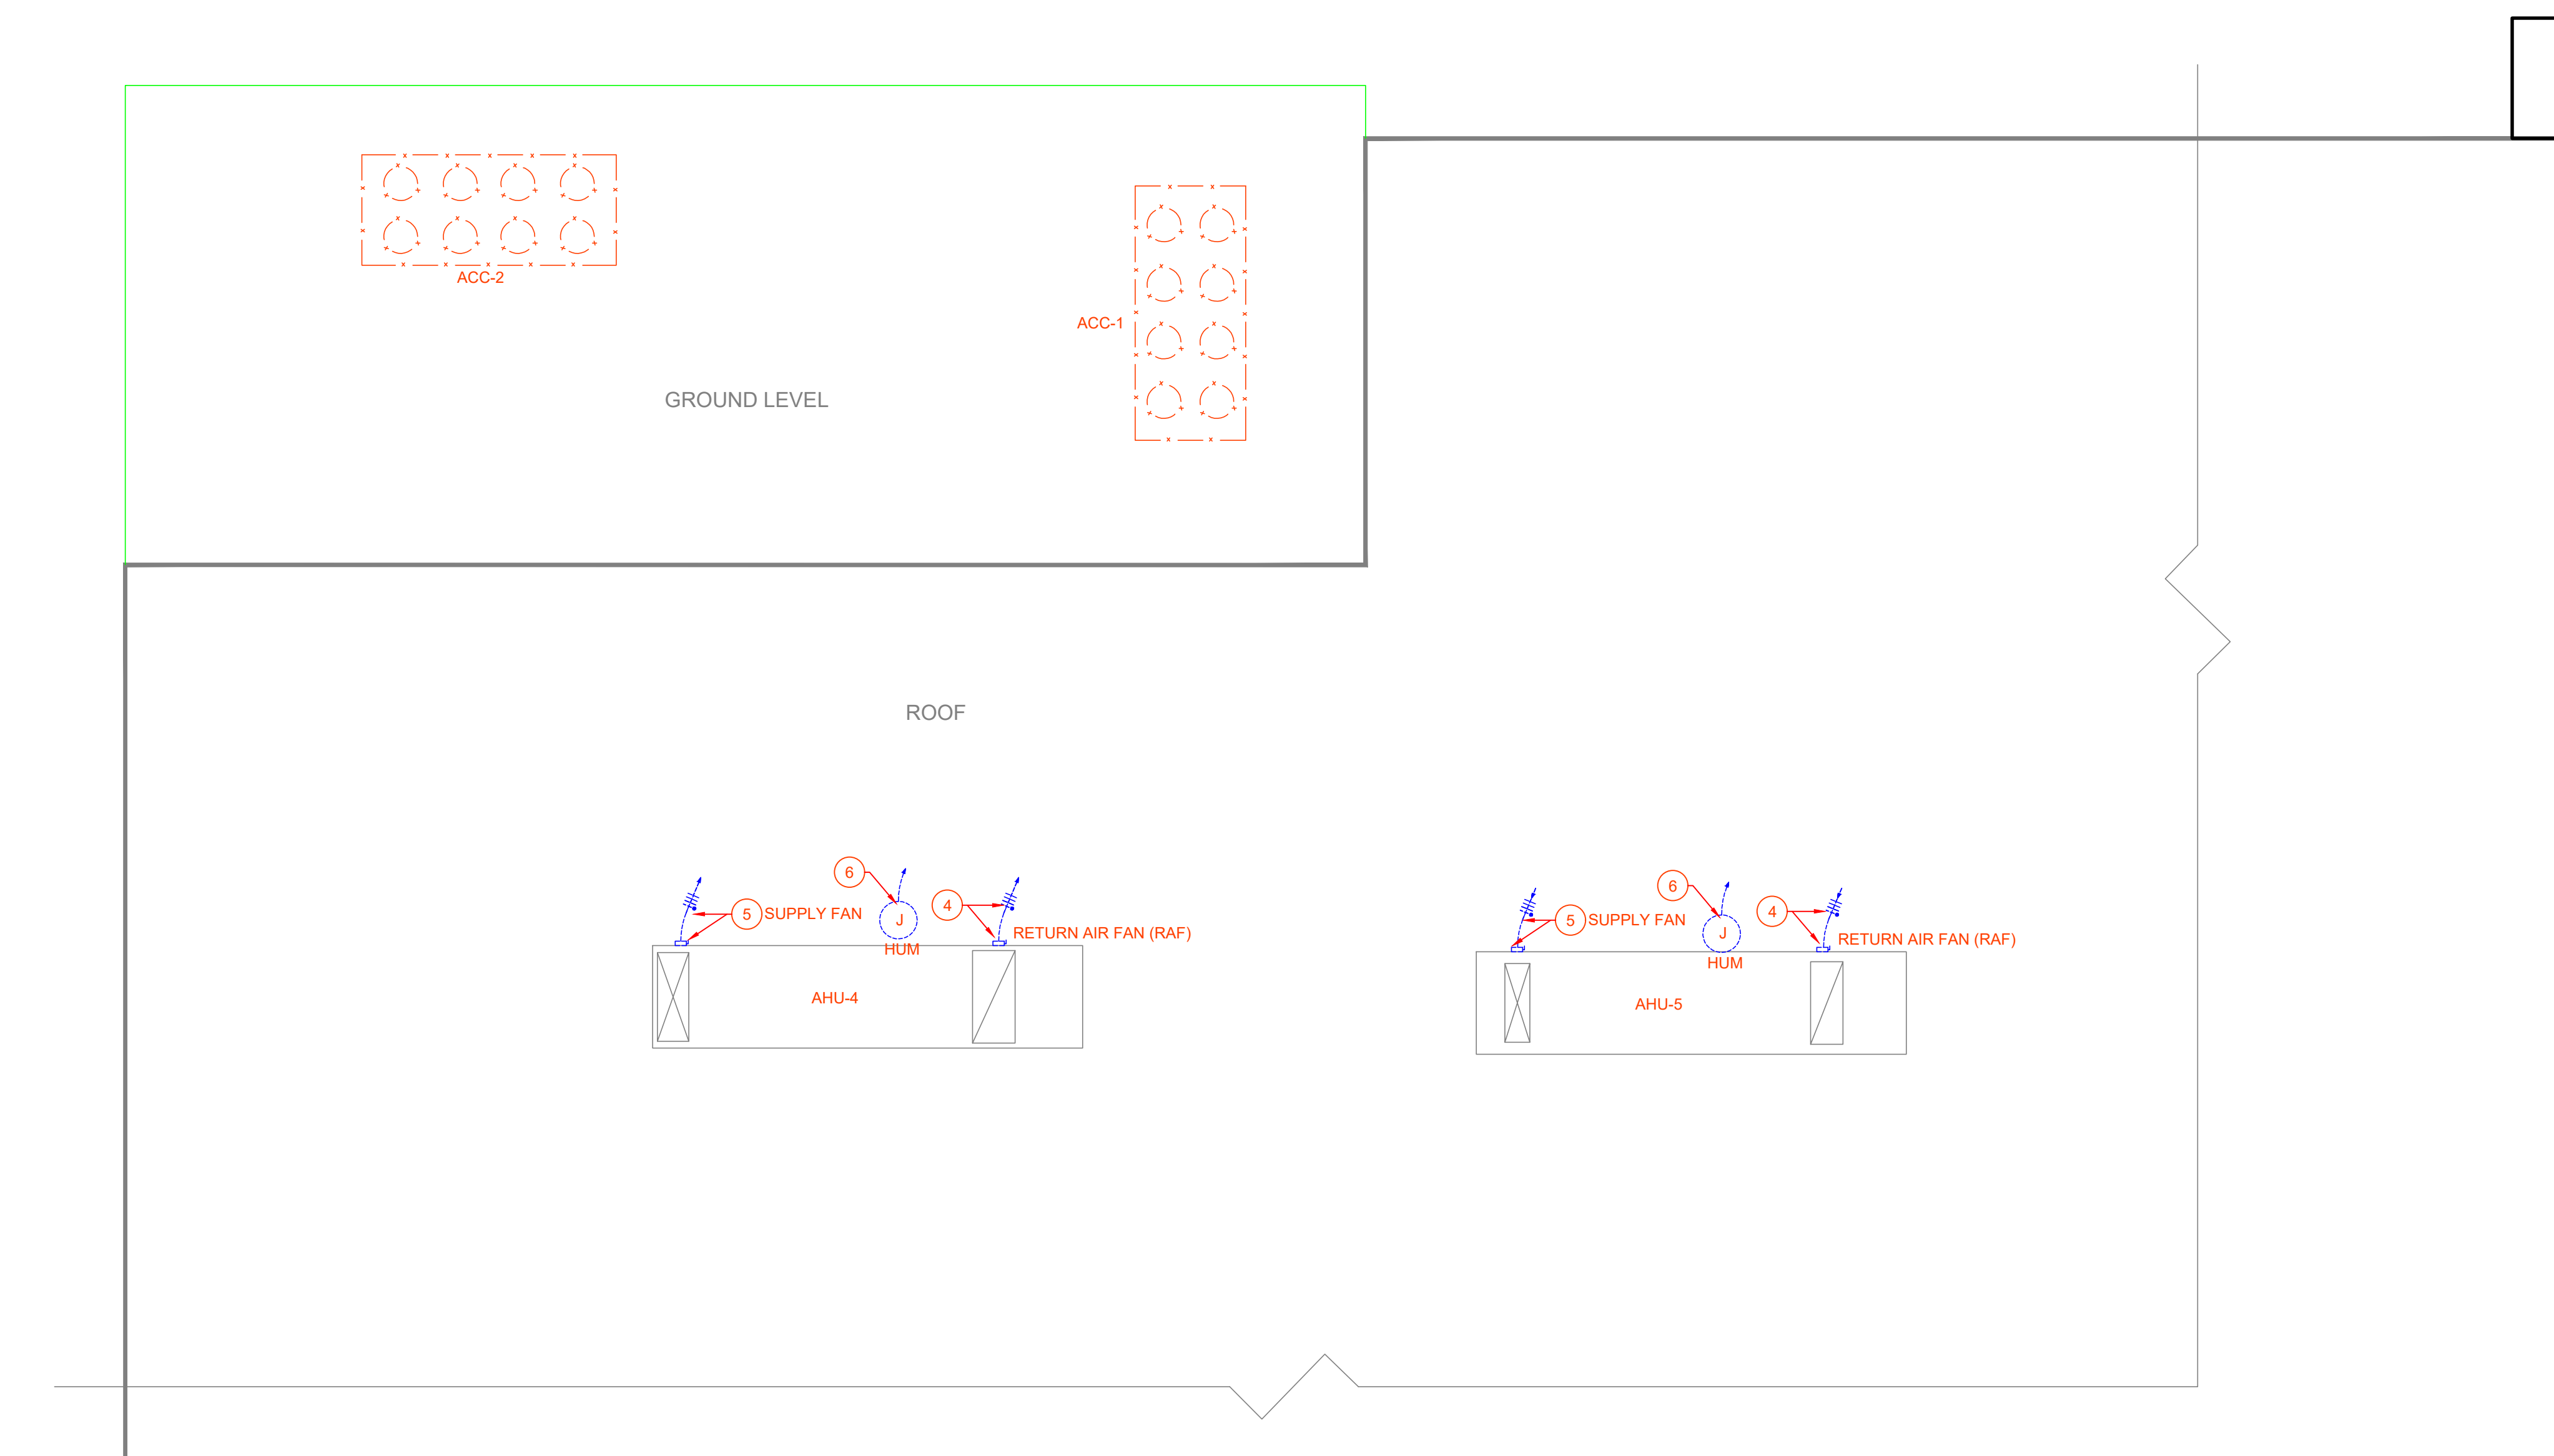 ACC-2
ACC-1
GROUND LEVEL
ROOF
6
5 SUPPLY FAN
J
HUM
4
RETURN AIR FAN (RAF)
AHU-4
6
5 SUPPLY FAN
J
HUM
4
RETURN AIR FAN (RAF)
AHU-5